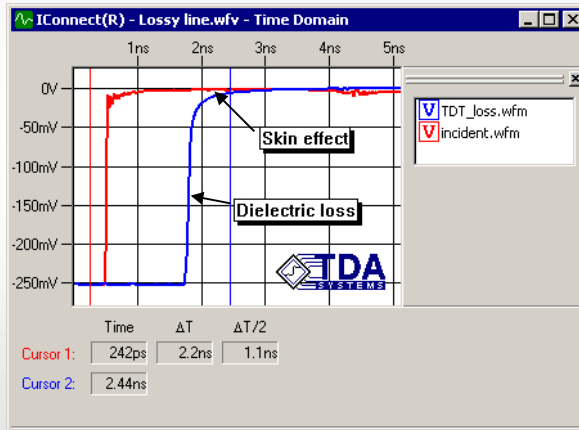 IConnect(R) - Lossy line.wfv - Time Domain
1ns 2ns 3ns 4ns 5ns
0V
-50mV
-100mV
-150mV
-200mV
-250mV
Skin effect
Dielectric loss
TDA
SYSTEMS
V TDT_loss.wfm
V incident.wfm
Time ΔT ΔT/2
Cursor 1: 242ps 2.2ns 1.1ns
Cursor 2: 2.44ns